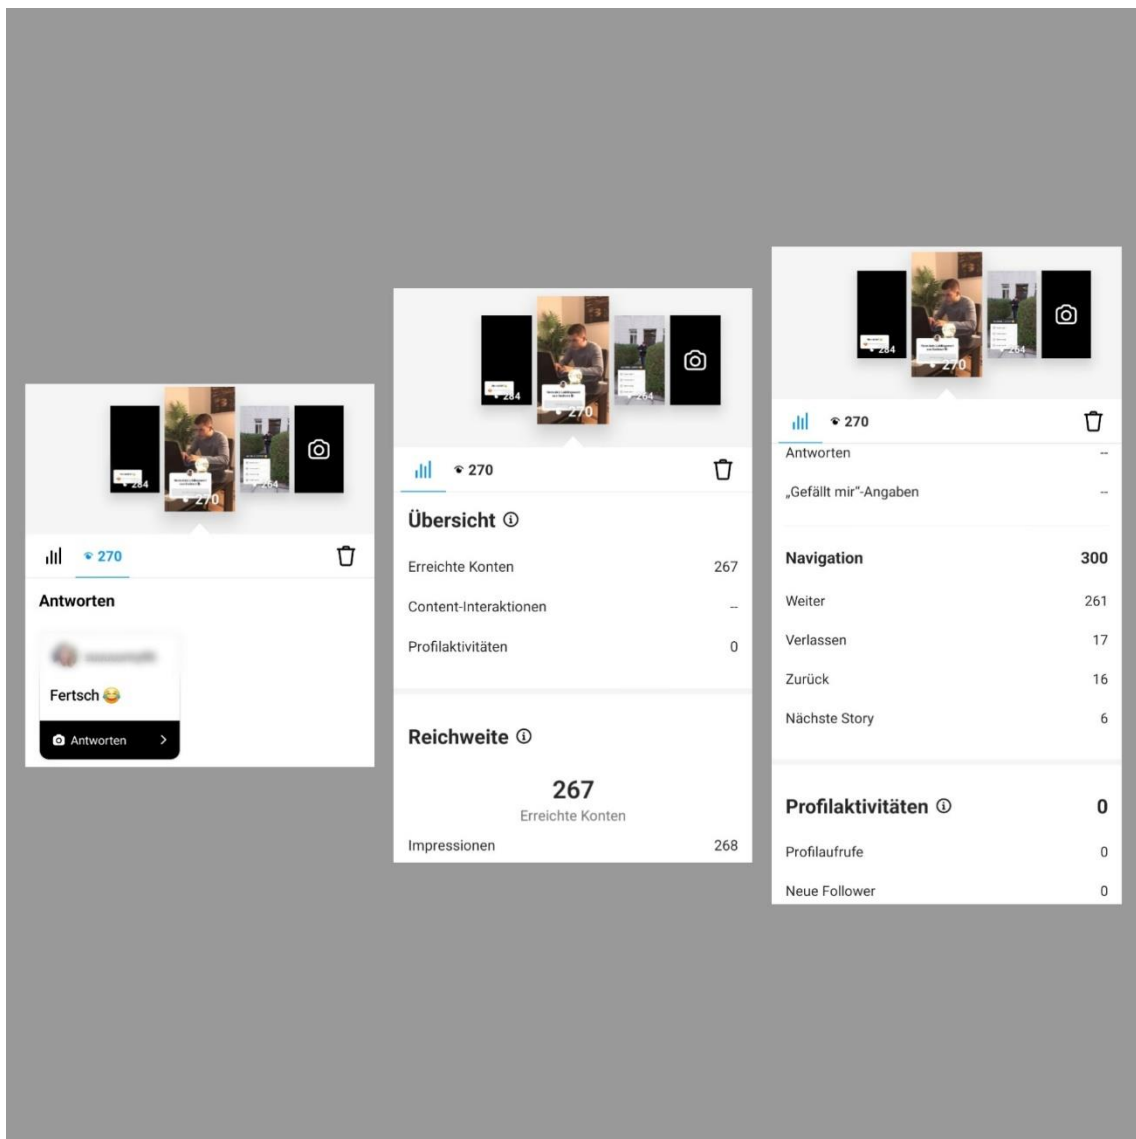 284
270
264
270
Antworten
Fertsch 😂
Antworten
284
270
264
270
Übersicht
Erreichte Konten 267
Content-Interaktionen --
Profilaktivitäten 0
Reichweite
267
Erreichte Konten
Impressionen 268
284
270
264
270
Antworten --
„Gefällt mir“-Angaben --
Navigation 300
Weiter 261
Verlassen 17
Zurück 16
Nächste Story 6
Profilaktivitäten 0
Profilaufrufe 0
Neue Follower 0